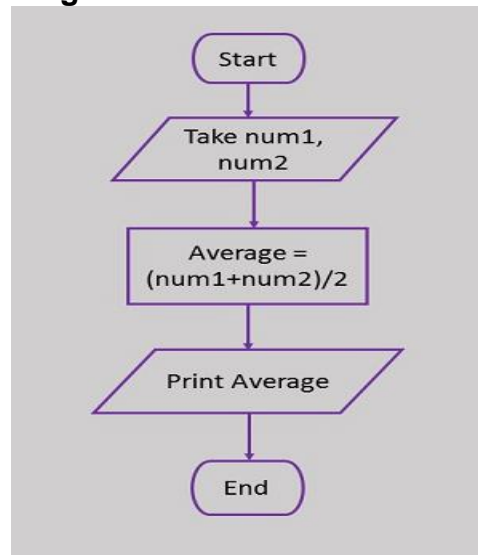 Start
Take num1,
num2
Average =
(num1+num2)/2
Print Average
End